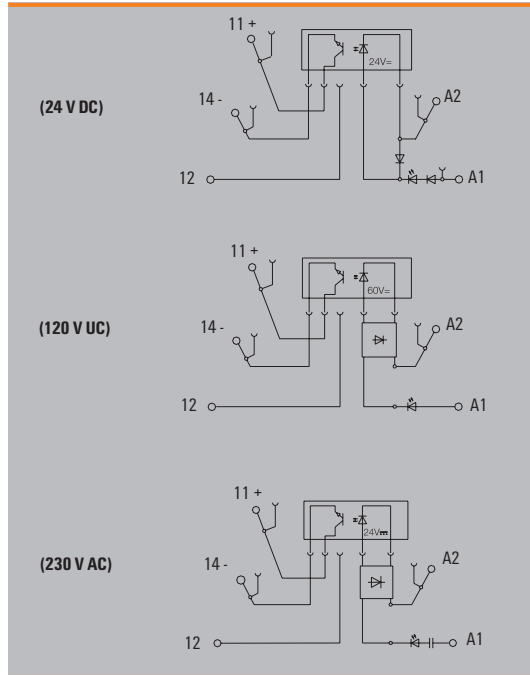 11 +
24V=
(24 V DC)
14 -
A2
12
A1
11 +
60V=
(120 V UC)
14 -
A2
12
A1
11 +
24V
(230 V AC)
14 -
A2
12
A1